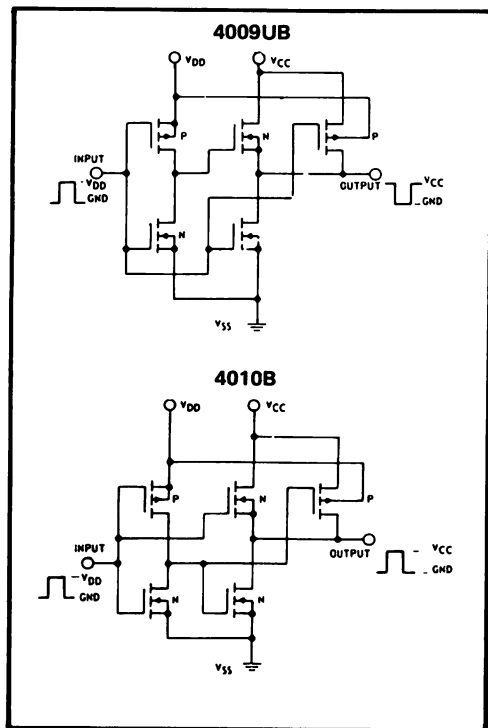 4009UB
VDD
VCC
P
N
P
INPUT
VDD
GND
OUTPUT
VCC
GND
N
VSS
4010B
VDD
VCC
P
N
P
INPUT
VDD
GND
OUTPUT
VCC
GND
N
N
VSS